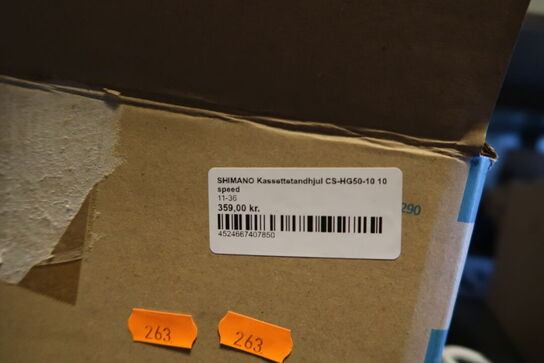 SHIMANO Kassettetandhjul CS-HG50-10 10
speed
11-36
359,00 kr.
4524667407850
290
263
263